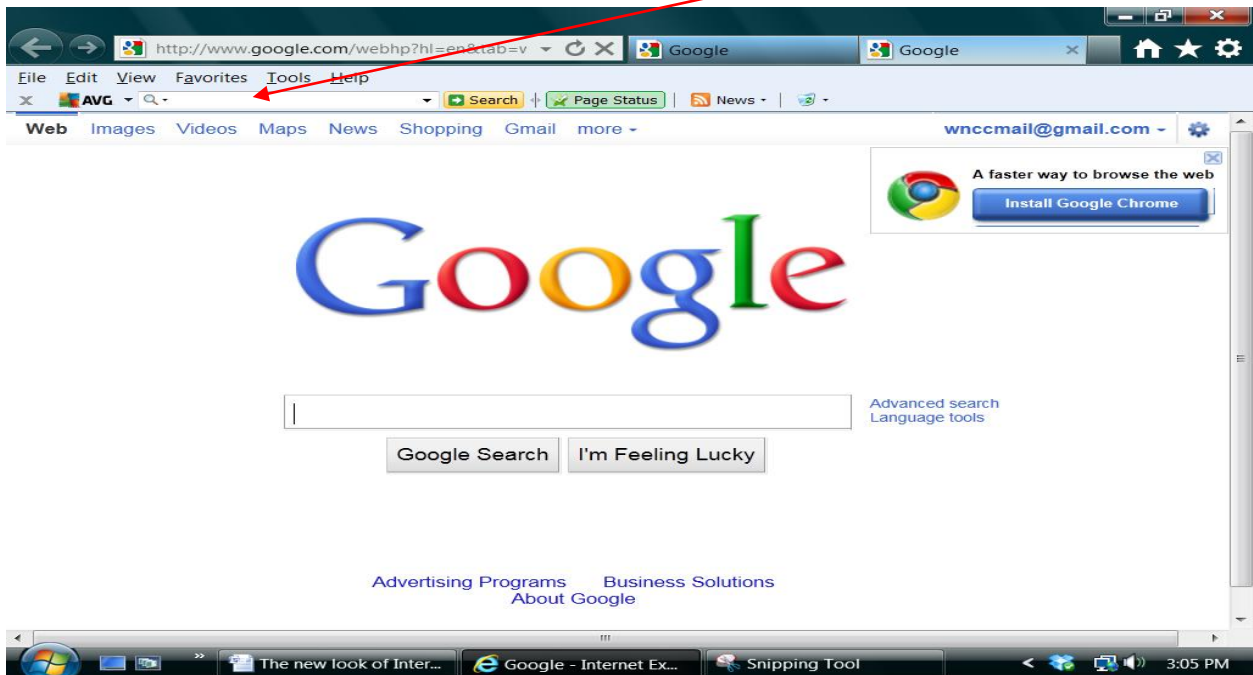 http://www.google.com/webhp?hl=en&tab=v Google Google
File Edit View Favorites Tools Help
AVG Search Page Status News
Web Images Videos Maps News Shopping Gmail more wnccmail@gmail.com
A faster way to browse the web
Install Google Chrome
Google
Advanced search
Language tools
Google Search I'm Feeling Lucky
Advertising Programs Business Solutions
About Google
The new look of Inter... Google - Internet Ex... Snipping Tool 3:05 PM